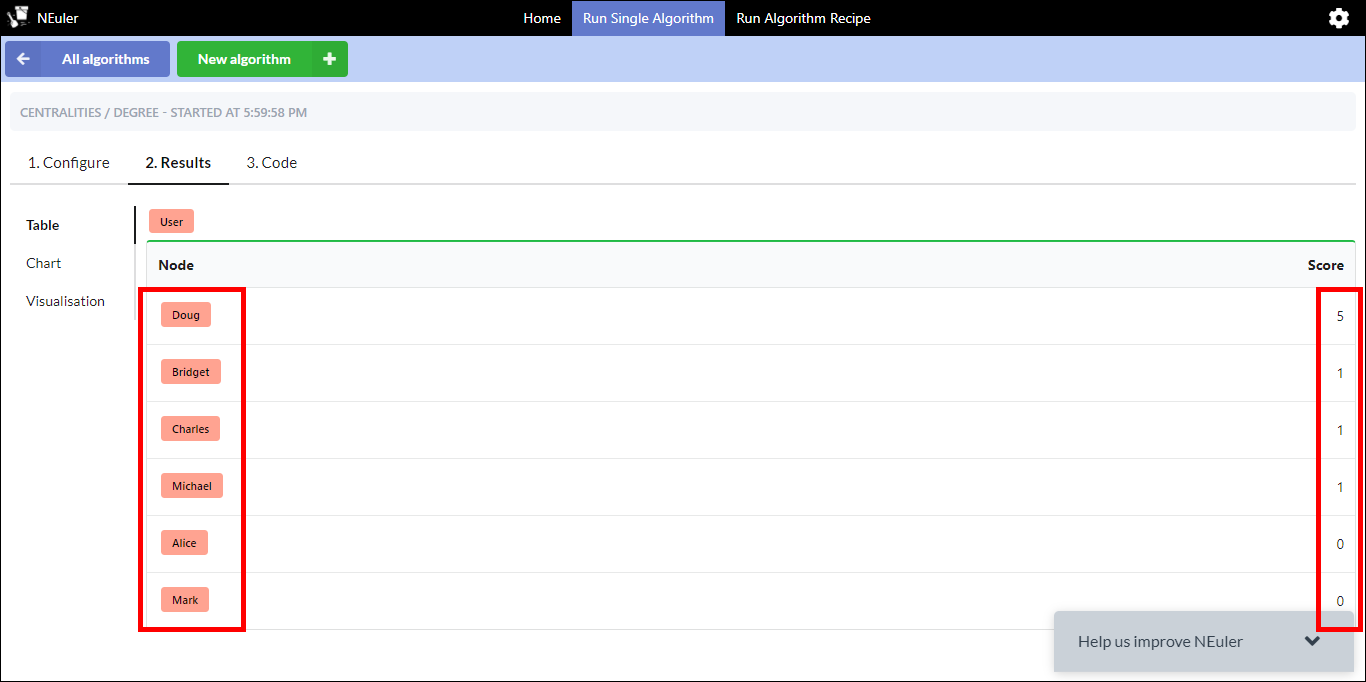 NEuler Home Run Single Algorithm Run Algorithm Recipe
All algorithms New algorithm
CENTRALITIES / DEGREE - STARTED AT 5:59:58 PM
1. Configure 2. Results 3. Code
Table
Chart
Visualisation
User
Node Score
Doug 5
Bridget 1
Charles 1
Michael 1
Alice 0
Mark 0
Help us improve NEuler